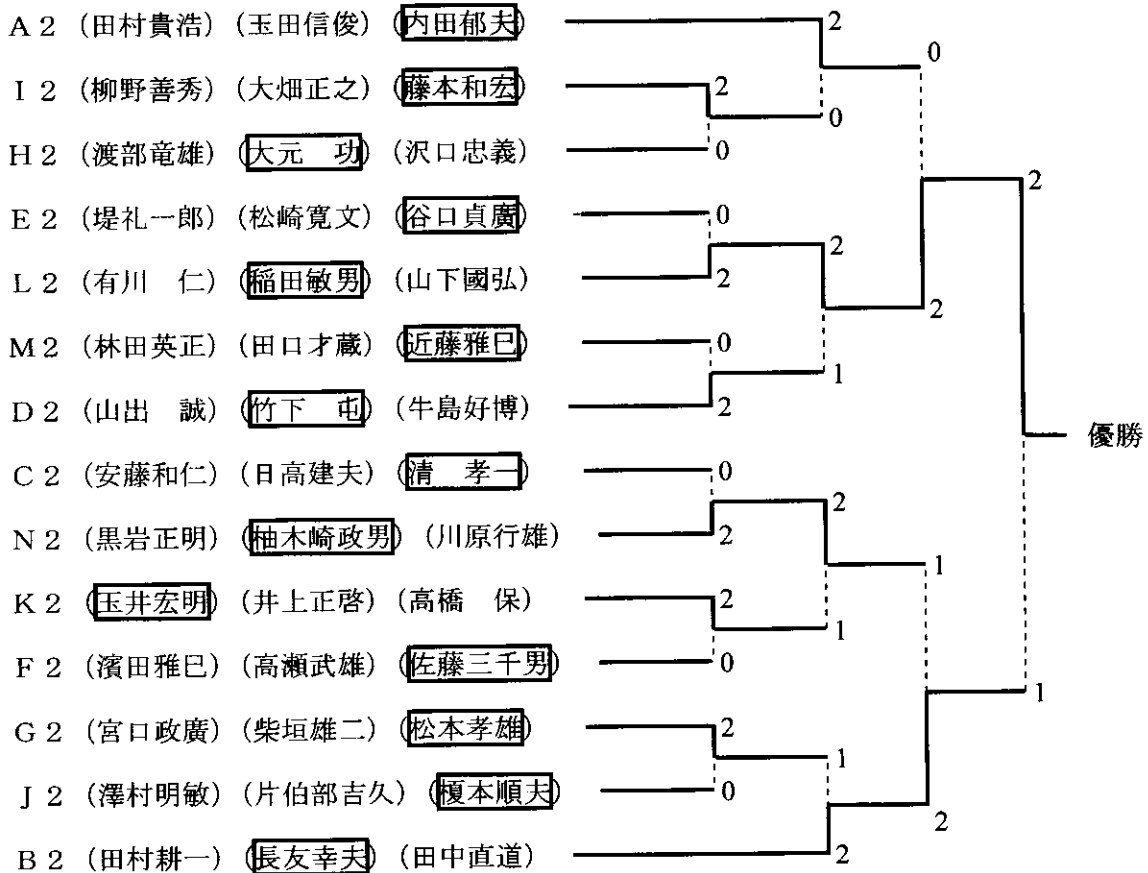 A2 (田村貴浩) (玉田信俊) (内田郁夫) 2
0
I2 (柳野善秀) (大畑正之) (藤本和宏) 2
0
H2 (渡部竜雄) (大元 功) (沢口忠義) 0
2
E2 (堤礼一郎) (松崎寛文) (谷口貞廣) 0
2
L2 (有川 仁) (稲田敏男) (山下國弘) 2
2
M2 (林田英正) (田口才蔵) (近藤雅巳) 0
1
D2 (山出 誠) (竹下 屯) (牛島好博) 2
優勝
C2 (安藤和仁) (日高建夫) (清 孝一) 0
2
N2 (黒岩正明) (柚木崎政男) (川原行雄) 2
1
K2 (玉井宏明) (井上正啓) (高橋 保) 2
1
F2 (濱田雅巳) (高瀬武雄) (佐藤三千男) 0
1
G2 (宮口政廣) (柴垣雄二) (松本孝雄) 2
1
J2 (澤村明敏) (片伯部吉久) (榎本順夫) 0
2
B2 (田村耕一) (長友幸夫) (田中直道) 2